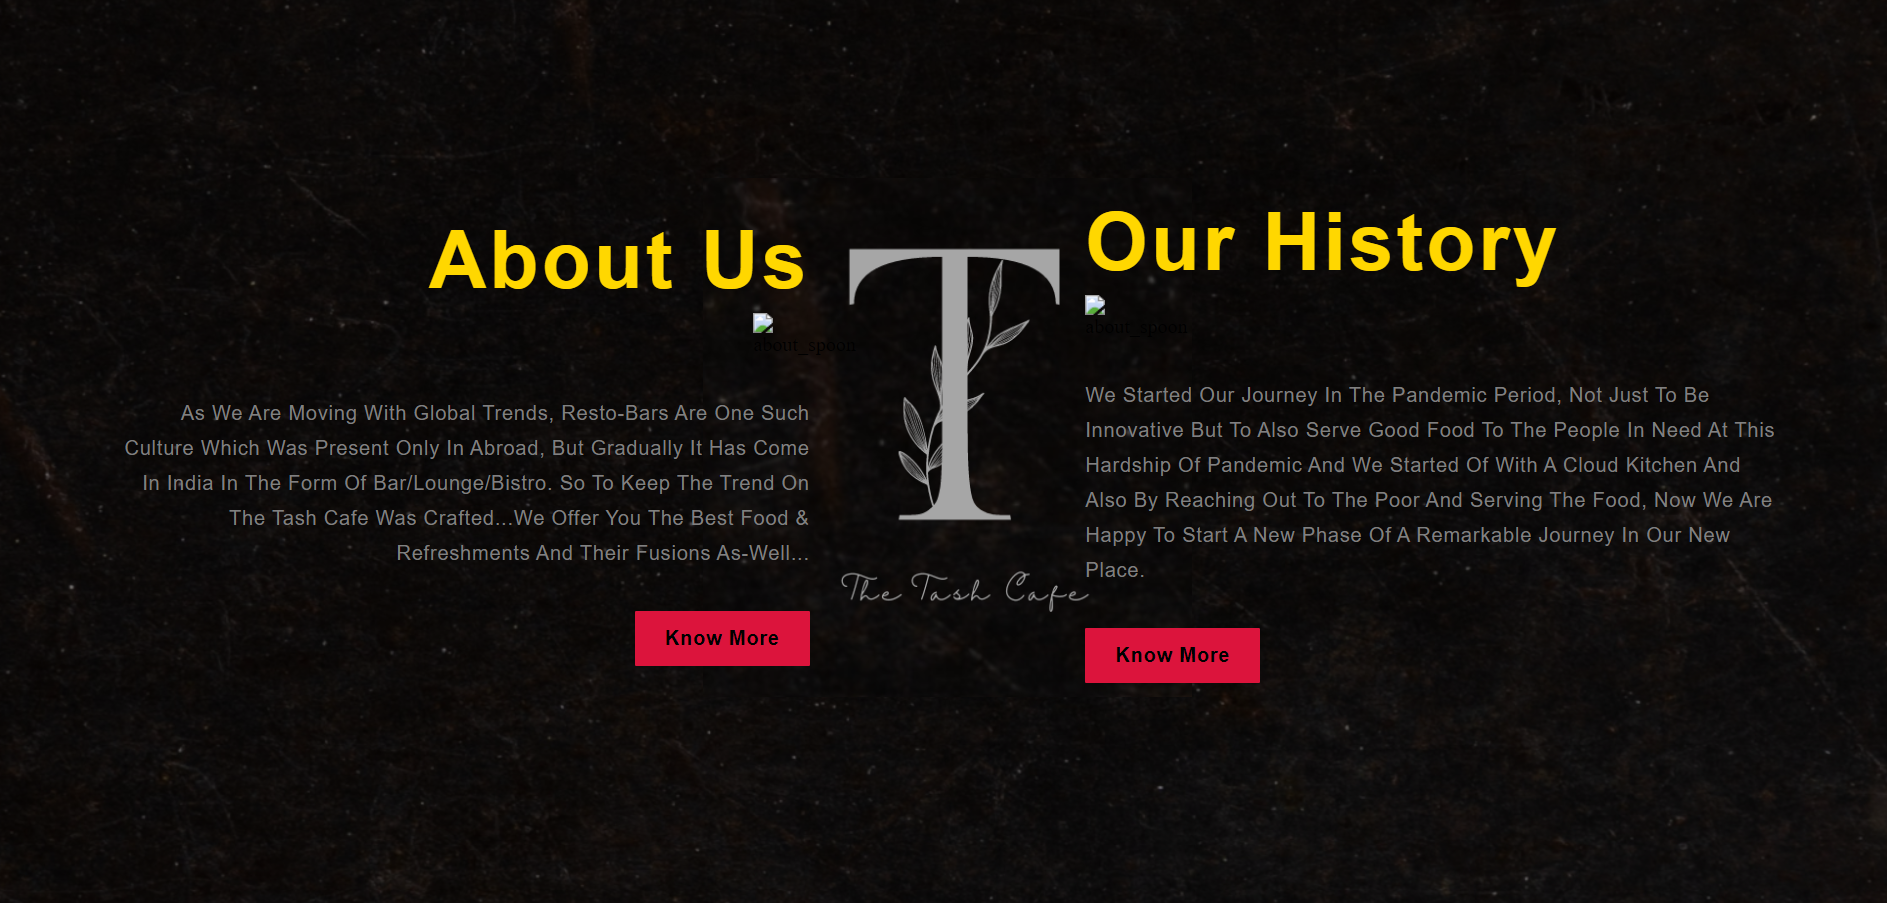 About Us
about_spoon
As We Are Moving With Global Trends, Resto-Bars Are One Such
Culture Which Was Present Only In Abroad, But Gradually It Has Come
In India In The Form Of Bar/Lounge/Bistro. So To Keep The Trend On
The Tash Cafe Was Crafted...We Offer You The Best Food &
Refreshments And Their Fusions As-Well...
Know More
T
The Tash Cafe
Our History
about_spoon
We Started Our Journey In The Pandemic Period, Not Just To Be
Innovative But To Also Serve Good Food To The People In Need At This
Hardship Of Pandemic And We Started Of With A Cloud Kitchen And
Also By Reaching Out To The Poor And Serving The Food, Now We Are
Happy To Start A New Phase Of A Remarkable Journey In Our New
Place.
Know More